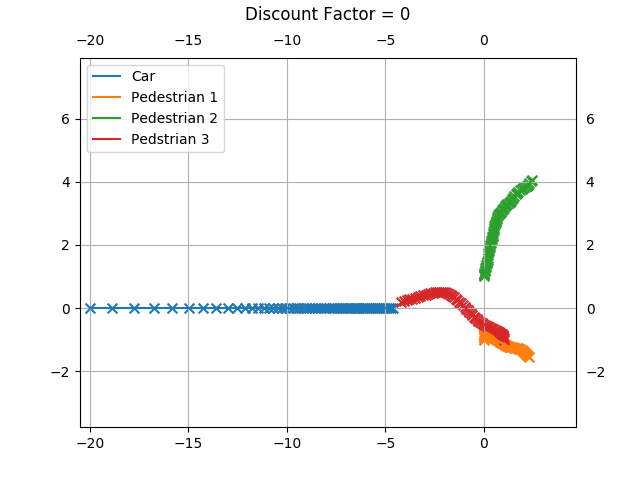 Discount Factor = 0
−20 −15 −10 −5 0
Car
Pedestrian 1
Pedestrian 2
Pedstrian 3
6 6
4 4
2 2
0 0
−2 −2
−20 −15 −10 −5 0